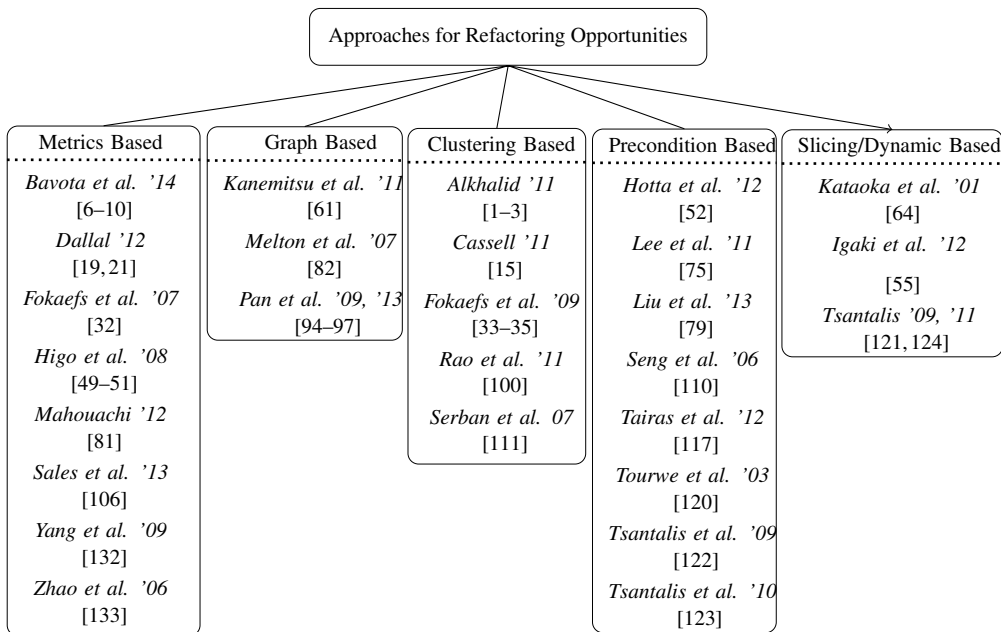 Approaches for Refactoring Opportunities
Metrics Based
Bavota et al. '14
[6–10]
Dallal '12
[19, 21]
Fokaefs et al. '07
[32]
Higo et al. '08
[49–51]
Mahouachi '12
[81]
Sales et al. '13
[106]
Yang et al. '09
[132]
Zhao et al. '06
[133]
Graph Based
Kanemitsu et al. '11
[61]
Melton et al. '07
[82]
Pan et al. '09, '13
[94–97]
Clustering Based
Alkhalid '11
[1–3]
Cassell '11
[15]
Fokaefs et al. '09
[33–35]
Rao et al. '11
[100]
Serban et al. 07
[111]
Precondition Based
Hotta et al. '12
[52]
Lee et al. '11
[75]
Liu et al. '13
[79]
Seng et al. '06
[110]
Tairas et al. '12
[117]
Tourwe et al. '03
[120]
Tsantalis et al. '09
[122]
Tsantalis et al. '10
[123]
Slicing/Dynamic Based
Kataoka et al. '01
[64]
Igaki et al. '12
[55]
Tsantalis '09, '11
[121, 124]